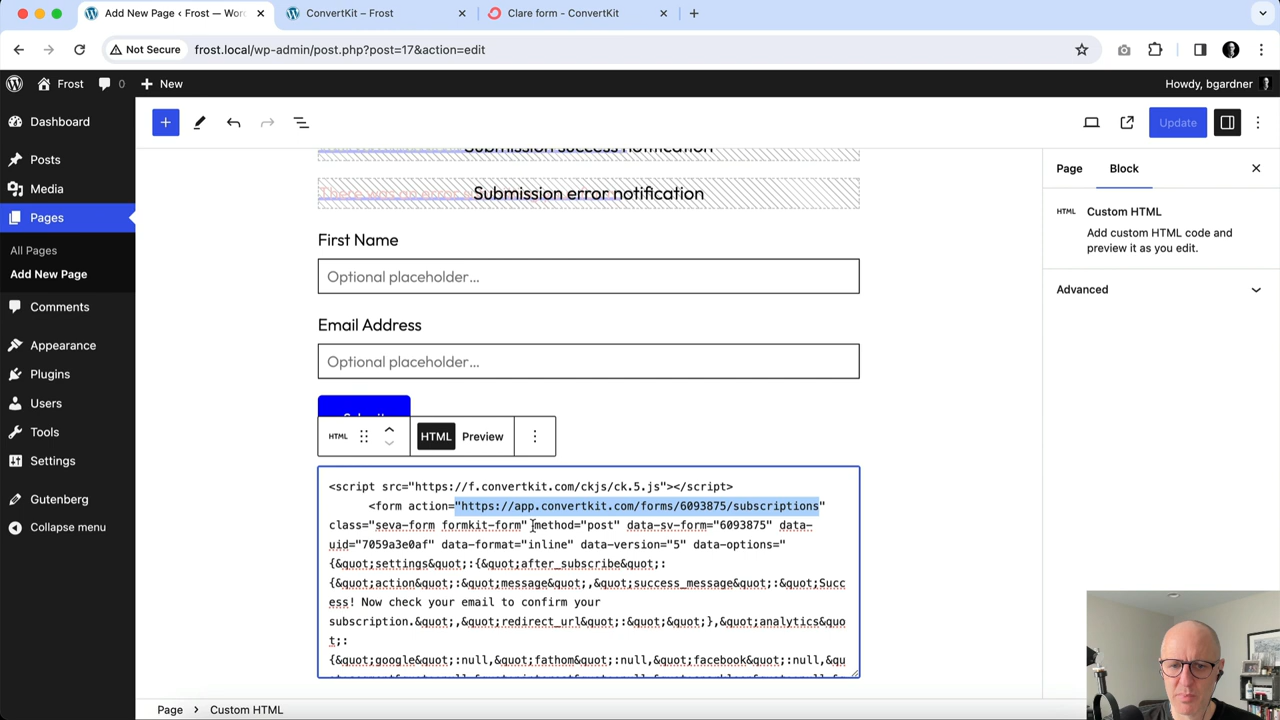 Add New Page ‹ Frost — Wor
ConvertKit – Frost
Clare form - ConvertKit
Not Secure
frost.local/wp-admin/post.php?post=17&action=edit
Frost
0
New
Howdy, bgardner
Dashboard
Posts
Media
Pages
All Pages
Add New Page
Comments
Appearance
Plugins
Users
Tools
Settings
Gutenberg
Collapse menu
Update
Submission success notification
There was an error
Submission error notification
First Name
Optional placeholder...
Email Address
Optional placeholder...
Submit
HTML
HTML
Preview
<script src="https://f.convertkit.com/ckjs/ck.5.js"></script>
<form action="https://app.convertkit.com/forms/6093875/subscriptions"
class="seva-form formkit-form" method="post" data-sv-form="6093875" data-
uid="7059a3e0af" data-format="inline" data-version="5" data-options="
{&quot;settings&quot;:{&quot;after_subscribe&quot;:
{&quot;action&quot;:&quot;message&quot;,&quot;success_message&quot;:&quot;Succ
ess! Now check your email to confirm your
subscription.&quot;,&quot;redirect_url&quot;:&quot;&quot;},&quot;analytics&quo
t;:
{&quot;google&quot;:null,&quot;fathom&quot;:null,&quot;facebook&quot;:null,&qu
Page
Block
HTML
Custom HTML
Add custom HTML code and
preview it as you edit.
Advanced
Page
Custom HTML